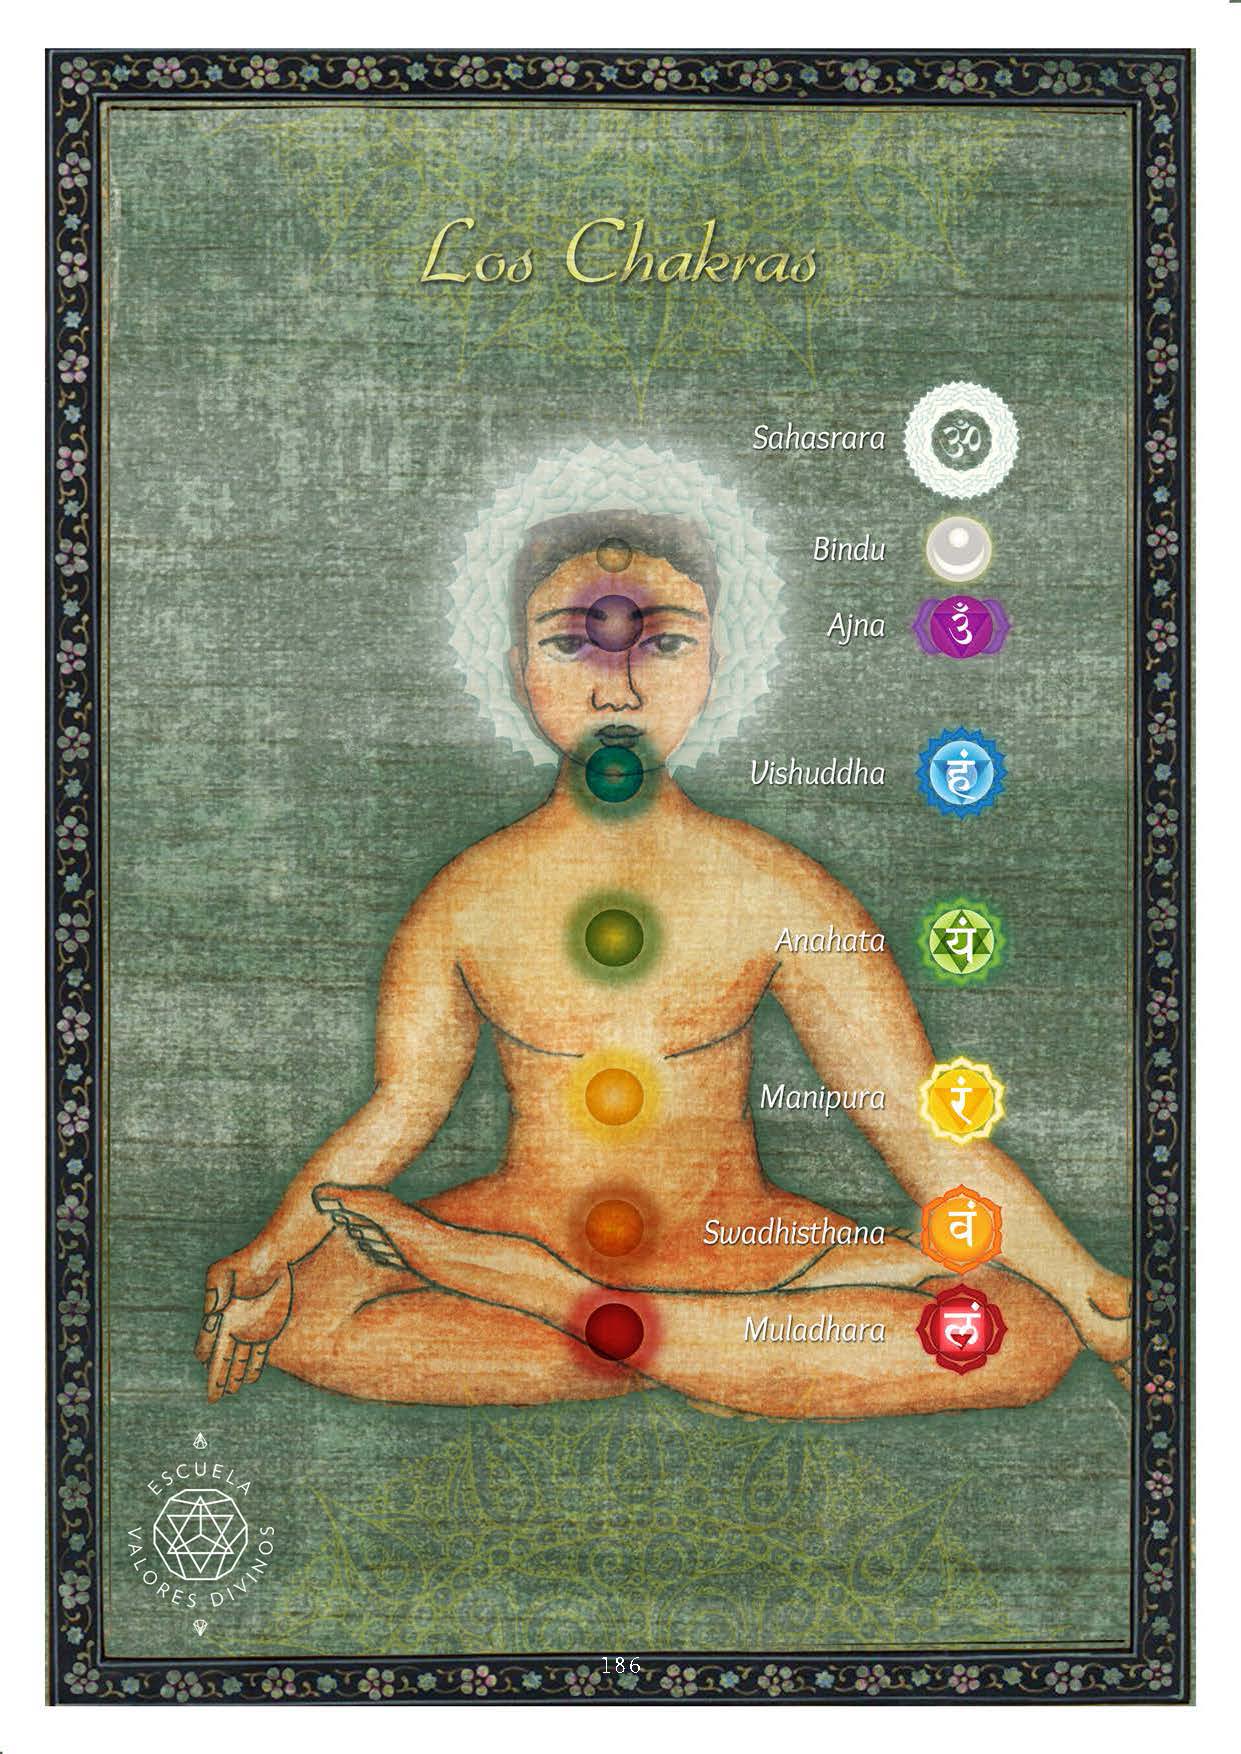 Los Chakras
Sahasrara
ॐ
Bindu
Ajna
ॐ
Vishuddha
हं
Anahata
यं
Manipura
रं
Swadhisthana
वं
Muladhara
लं
ESCUELA
VALORES DIVINOS
186